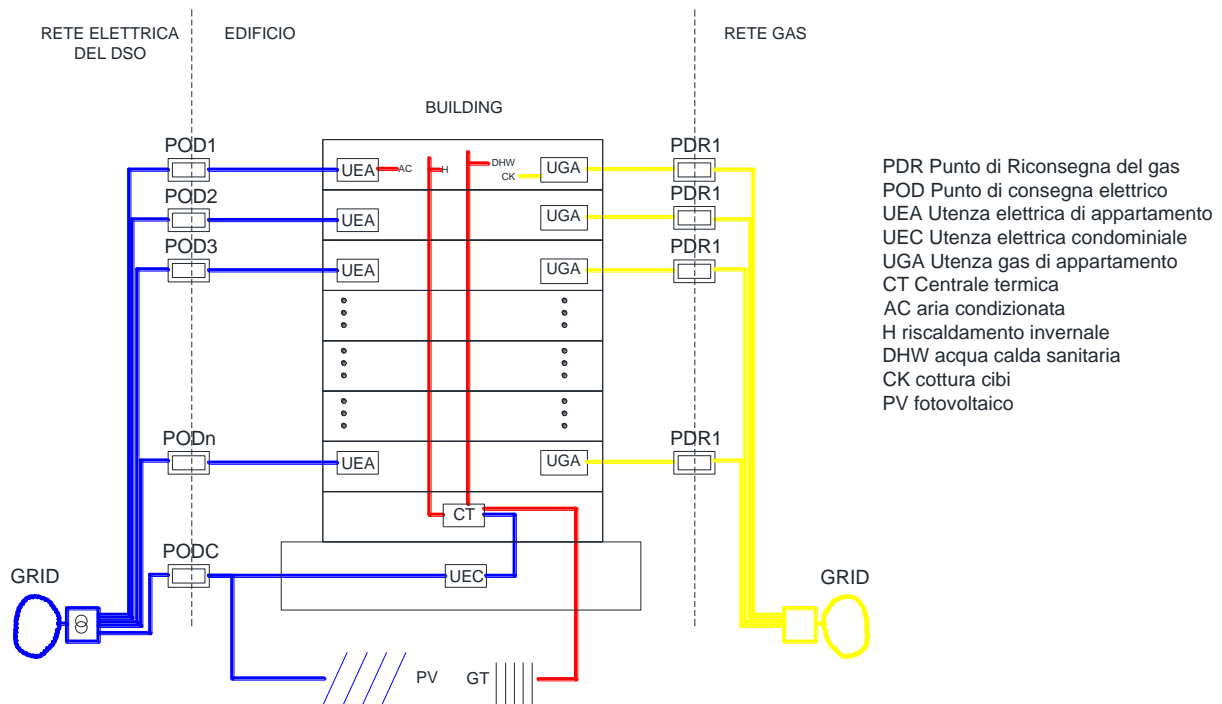 RETE ELETTRICA
DEL DSO
EDIFICIO
RETE GAS
BUILDING
POD1
UEA
AC
H
DHW
CK
UGA
PDR1
POD2
UEA
UGA
PDR1
POD3
UEA
UGA
PDR1
PODn
UEA
UGA
PDR1
CT
PODC
UEC
GRID
GRID
PV
GT
PDR Punto di Riconsegna del gas
POD Punto di consegna elettrico
UEA Utenza elettrica di appartamento
UEC Utenza elettrica condominiale
UGA Utenza gas di appartamento
CT Centrale termica
AC aria condizionata
H riscaldamento invernale
DHW acqua calda sanitaria
CK cottura cibi
PV fotovoltaico